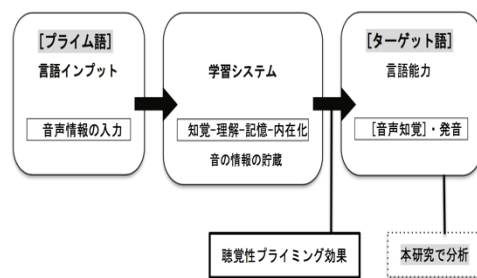 [プライム語]
言語インプット
音声情報の入力
学習システム
知覚-理解-記憶-内在化
音の情報の貯蔵
[ターゲット語]
言語能力
[音声知覚]・発音
聴覚性プライミング効果
本研究で分析